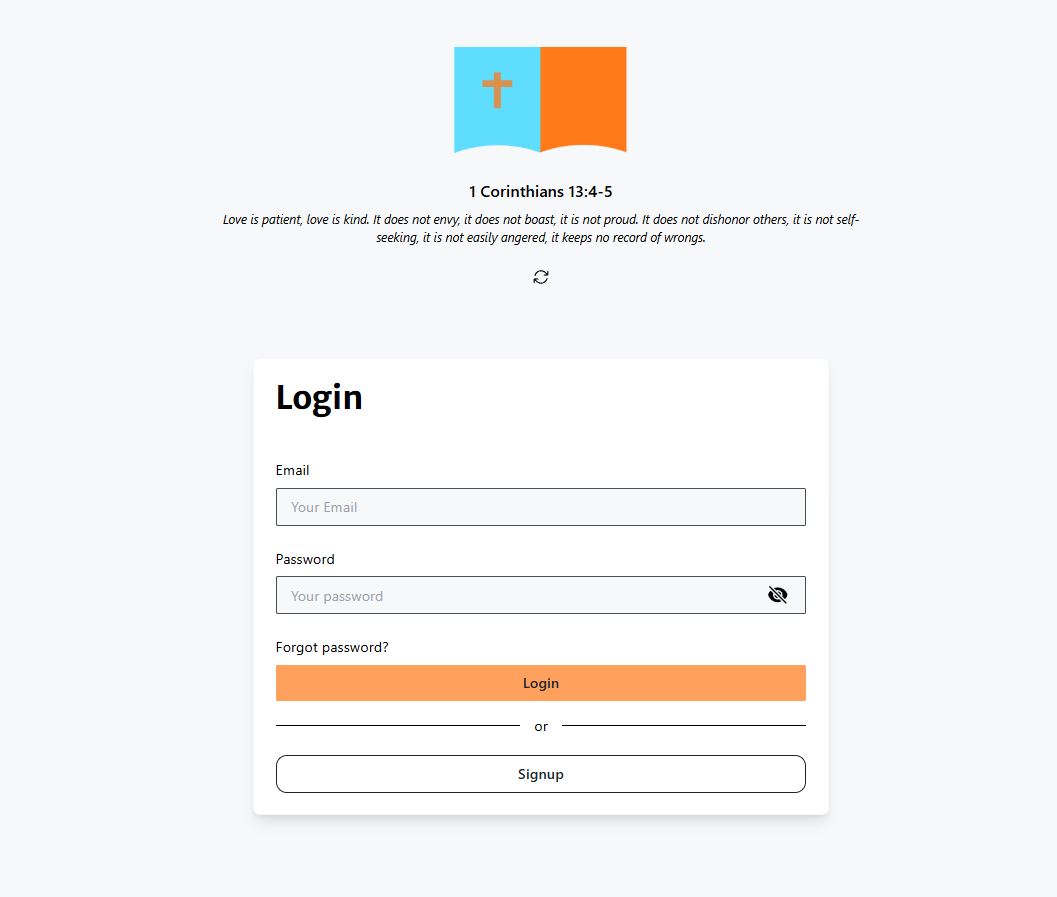 1 Corinthians 13:4-5
Love is patient, love is kind. It does not envy, it does not boast, it is not proud. It does not dishonor others, it is not self-
seeking, it is not easily angered, it keeps no record of wrongs.
Login
Email
Your Email
Password
Your password
Forgot password?
Login
or
Signup